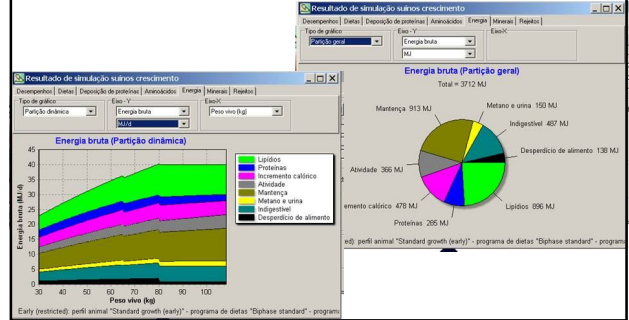 Resultado de simulação suinos crescimento
Desempenhos Dietas Deposição de proteínas Aminoácidos Energia Minerais Rejeitos
Tipo de gráfico Eixo - Y Eixo-X
Partição geral Energia bruta
MJ
Energia bruta (Partição geral)
Total = 3712 MJ
Mantença 913 MJ
Metano e urina 150 MJ
Indigestível 487 MJ
Desperdício de alimento 138 MJ
Atividade 366 MJ
emento calórico 478 MJ
Lipídios 896 MJ
Proteínas 285 MJ
ed): perfil animal "Standard growth (early)" - programa de dietas "Biphase standard" - program
Resultado de simulação suinos crescimento
Desempenhos Dietas Deposição de proteínas Aminoácidos Energia Minerais Rejeitos
Tipo de gráfico Eixo - Y Eixo-X
Partição dinâmica Energia bruta Peso vivo (kg)
MJ/d
Energia bruta (Partição dinâmica)
Energia bruta (MJ/d)
45
40
35
30
25
20
15
10
5
0
30 40 50 60 70 80 90 100
Peso vivo (kg)
Lipídios
Proteínas
Incremento calórico
Atividade
Mantença
Metano e urina
Indigestível
Desperdício de alimento
Early (restricted): perfil animal "Standard growth (early)" - programa de dietas "Biphase standard" - programa